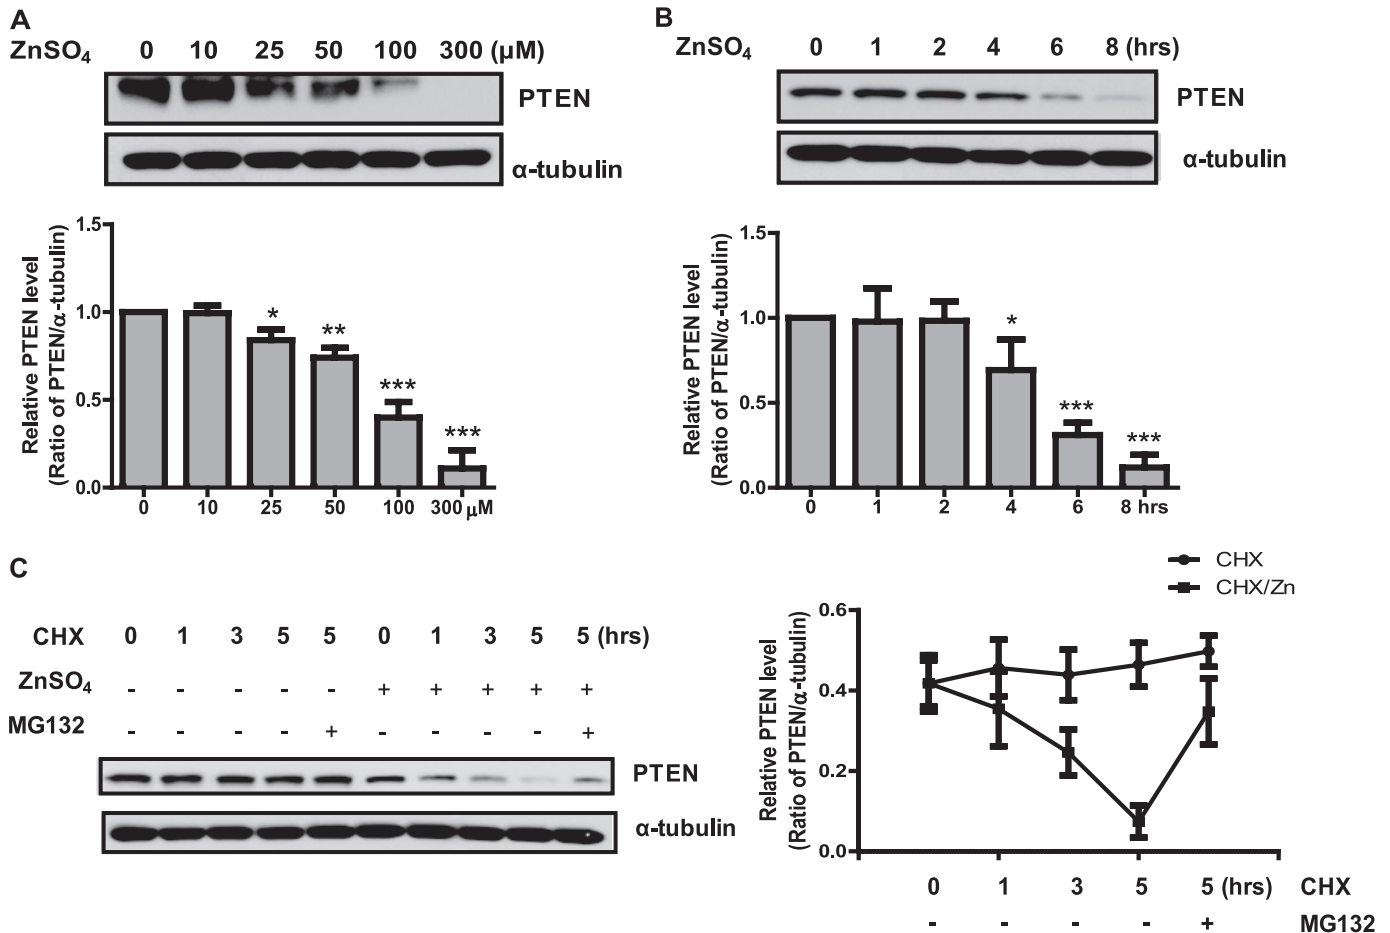 A
ZnSO4 0 10 25 50 100 300 (µM)
PTEN
α-tubulin
Relative PTEN level
(Ratio of PTEN/α-tubulin)
1.5
1.0
0.5
0.0
* ** *** ***
0 10 25 50 100 300 µM
B
ZnSO4 0 1 2 4 6 8 (hrs)
PTEN
α-tubulin
Relative PTEN level
(Ratio of PTEN/α-tubulin)
1.5
1.0
0.5
0.0
* *** ***
0 1 2 4 6 8 hrs
C
CHX 0 1 3 5 5 0 1 3 5 5 (hrs)
ZnSO4 - - - - - + + + + +
MG132 - - - - + - - - - +
PTEN
α-tubulin
CHX
CHX/Zn
Relative PTEN level
(Ratio of PTEN/α-tubulin)
0.6
0.4
0.2
0.0
0 1 3 5 5 (hrs) CHX
- - - - + MG132